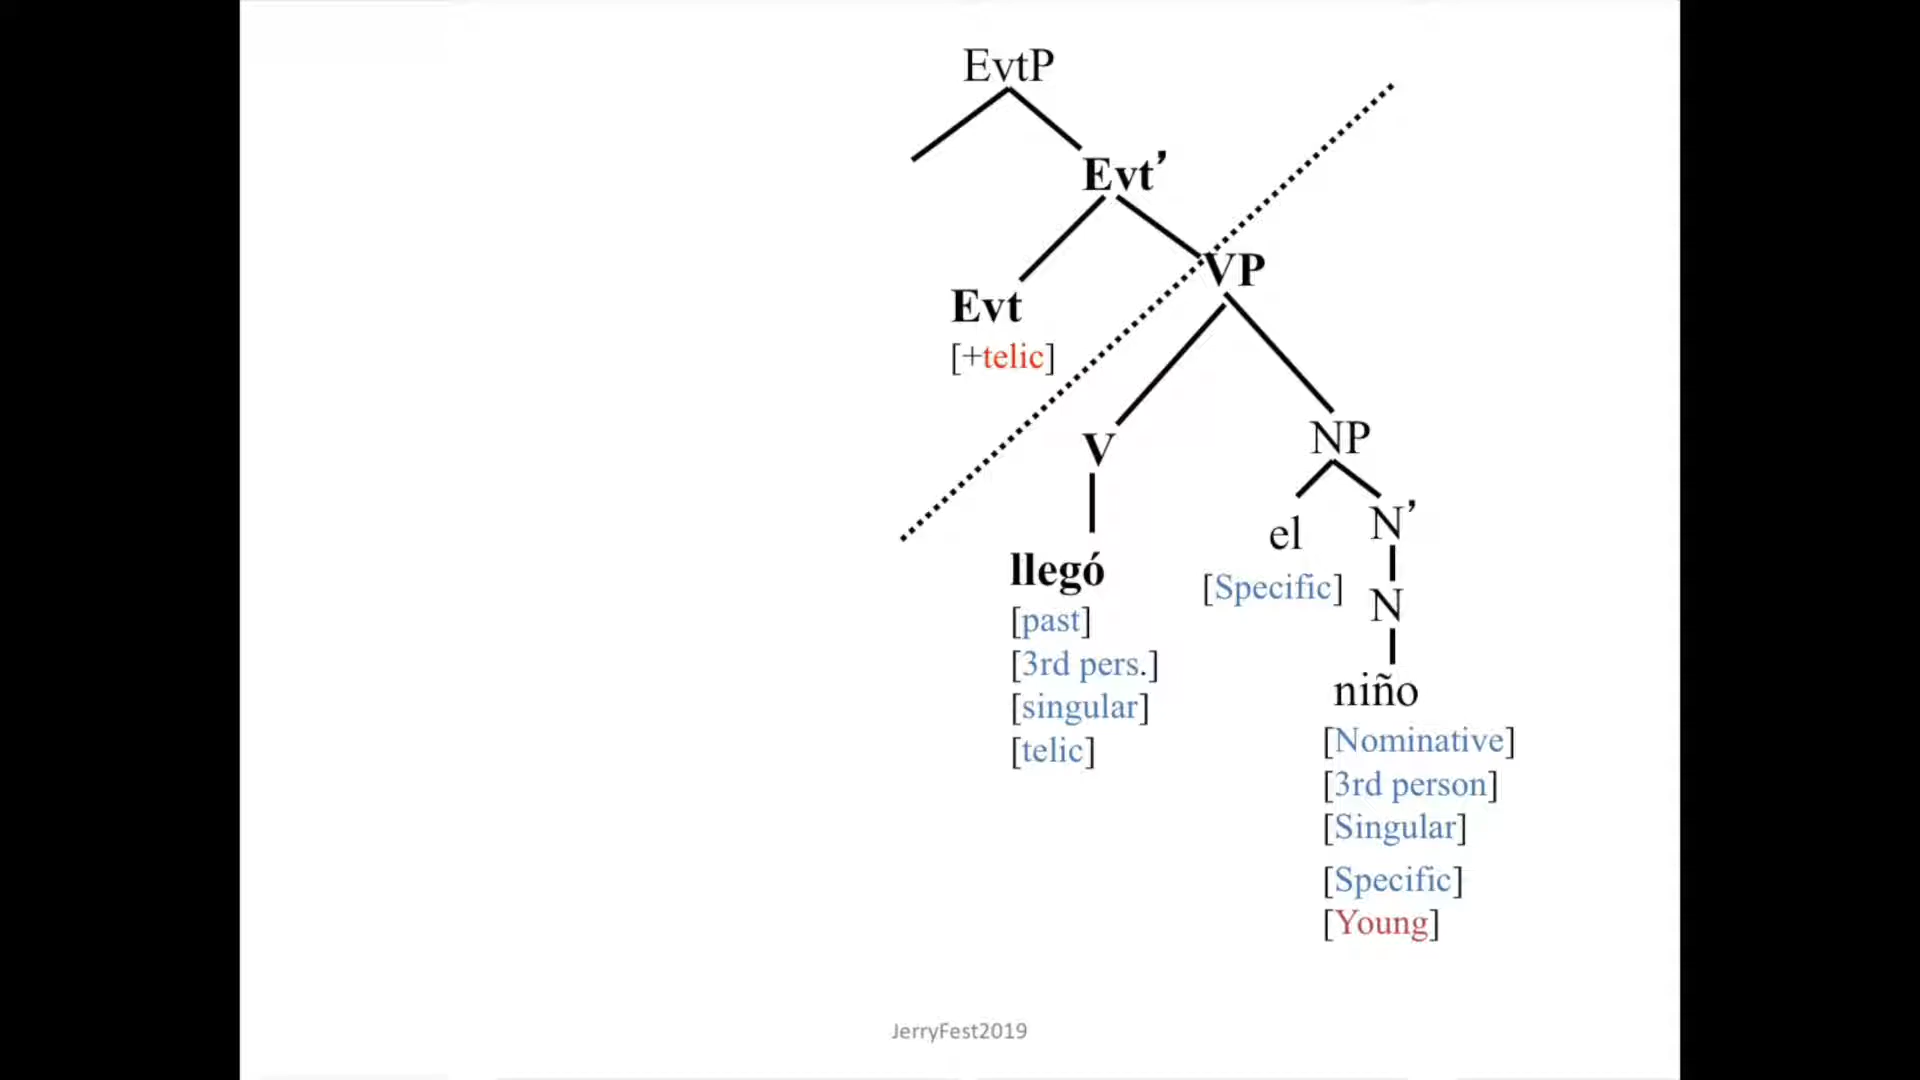 EvtP
Evt’
VP
Evt
[+telic]
V
NP
el
N’
[Specific]
N
llegó
[past]
[3rd pers.]
[singular]
[telic]
niño
[Nominative]
[3rd person]
[Singular]
[Specific]
[Young]
JerryFest2019